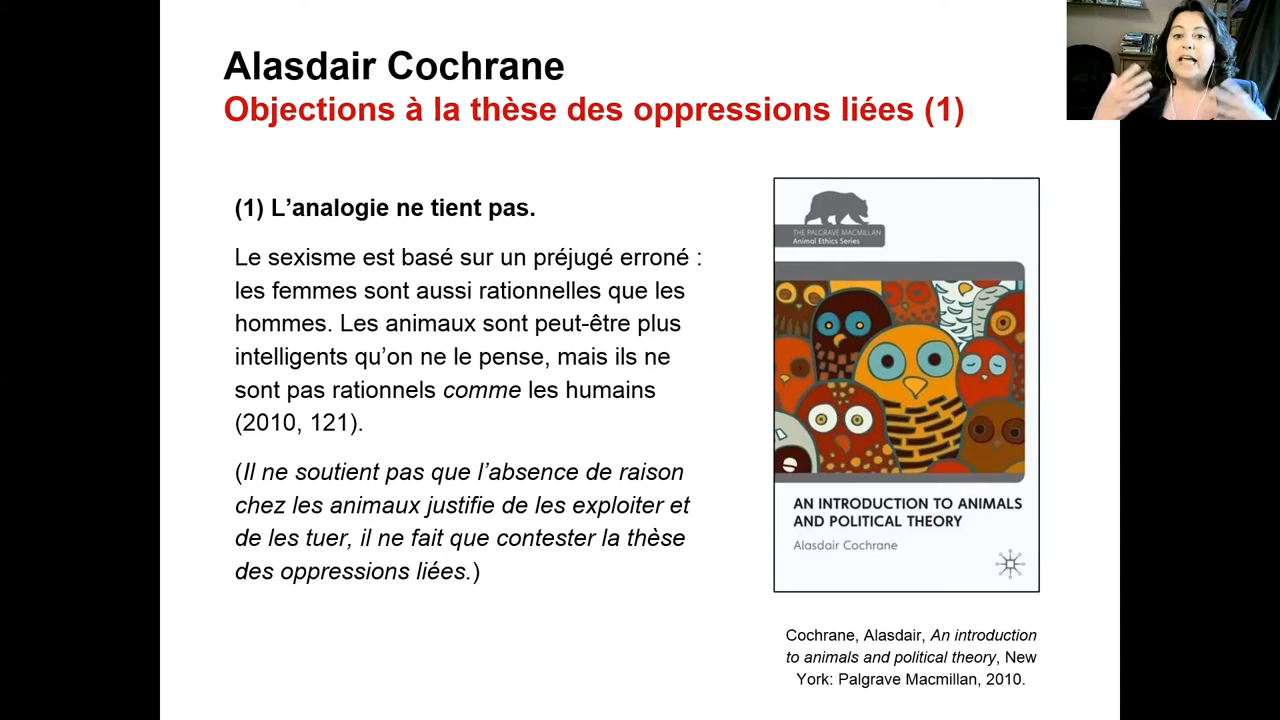 Alasdair Cochrane
Objections à la thèse des oppressions liées (1)
(1) L’analogie ne tient pas.
Le sexisme est basé sur un préjugé erroné :
les femmes sont aussi rationnelles que les
hommes. Les animaux sont peut-être plus
intelligents qu’on ne le pense, mais ils ne
sont pas rationnels comme les humains
(2010, 121).
(Il ne soutient pas que l’absence de raison
chez les animaux justifie de les exploiter et
de les tuer, il ne fait que contester la thèse
des oppressions liées.)
THE PALGRAVE MACMILLAN
Animal Ethics Series
AN INTRODUCTION TO ANIMALS
AND POLITICAL THEORY
Alasdair Cochrane
Cochrane, Alasdair, An introduction
to animals and political theory, New
York: Palgrave Macmillan, 2010.